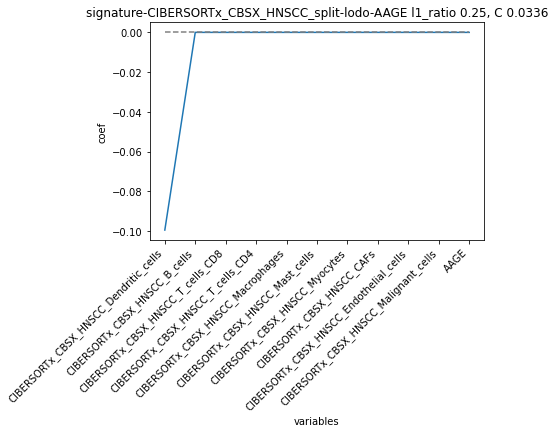 signature-CIBERSORTx_CBSX_HNSCC_split-lodo-AAGE l1_ratio 0.25, C 0.0336
0.00
−0.02
−0.04
−0.06
−0.08
−0.10
coef
CIBERSORTx_CBSX_HNSCC_Dendritic_cells
CIBERSORTx_CBSX_HNSCC_B_cells
CIBERSORTx_CBSX_HNSCC_T_cells_CD8
CIBERSORTx_CBSX_HNSCC_T_cells_CD4
CIBERSORTx_CBSX_HNSCC_Macrophages
CIBERSORTx_CBSX_HNSCC_Mast_cells
CIBERSORTx_CBSX_HNSCC_Myocytes
CIBERSORTx_CBSX_HNSCC_CAFs
CIBERSORTx_CBSX_HNSCC_Endothelial_cells
CIBERSORTx_CBSX_HNSCC_Malignant_cells
AAGE
variables